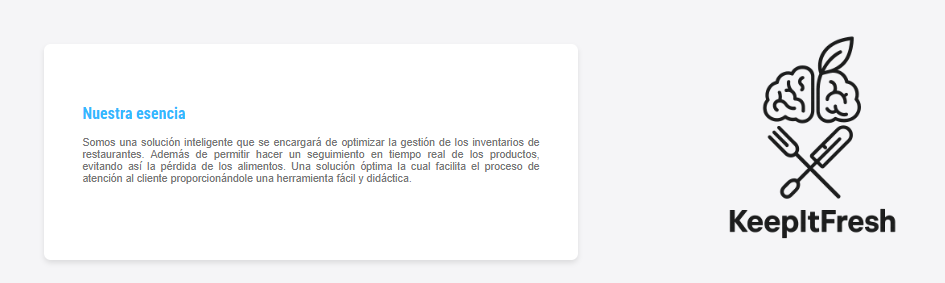 Nuestra esencia
Somos una solución inteligente que se encargará de optimizar la gestión de los inventarios de
restaurantes. Además de permitir hacer un seguimiento en tiempo real de los productos,
evitando así la pérdida de los alimentos. Una solución óptima la cual facilita el proceso de
atención al cliente proporcionándole una herramienta fácil y didáctica.
KeepItFresh